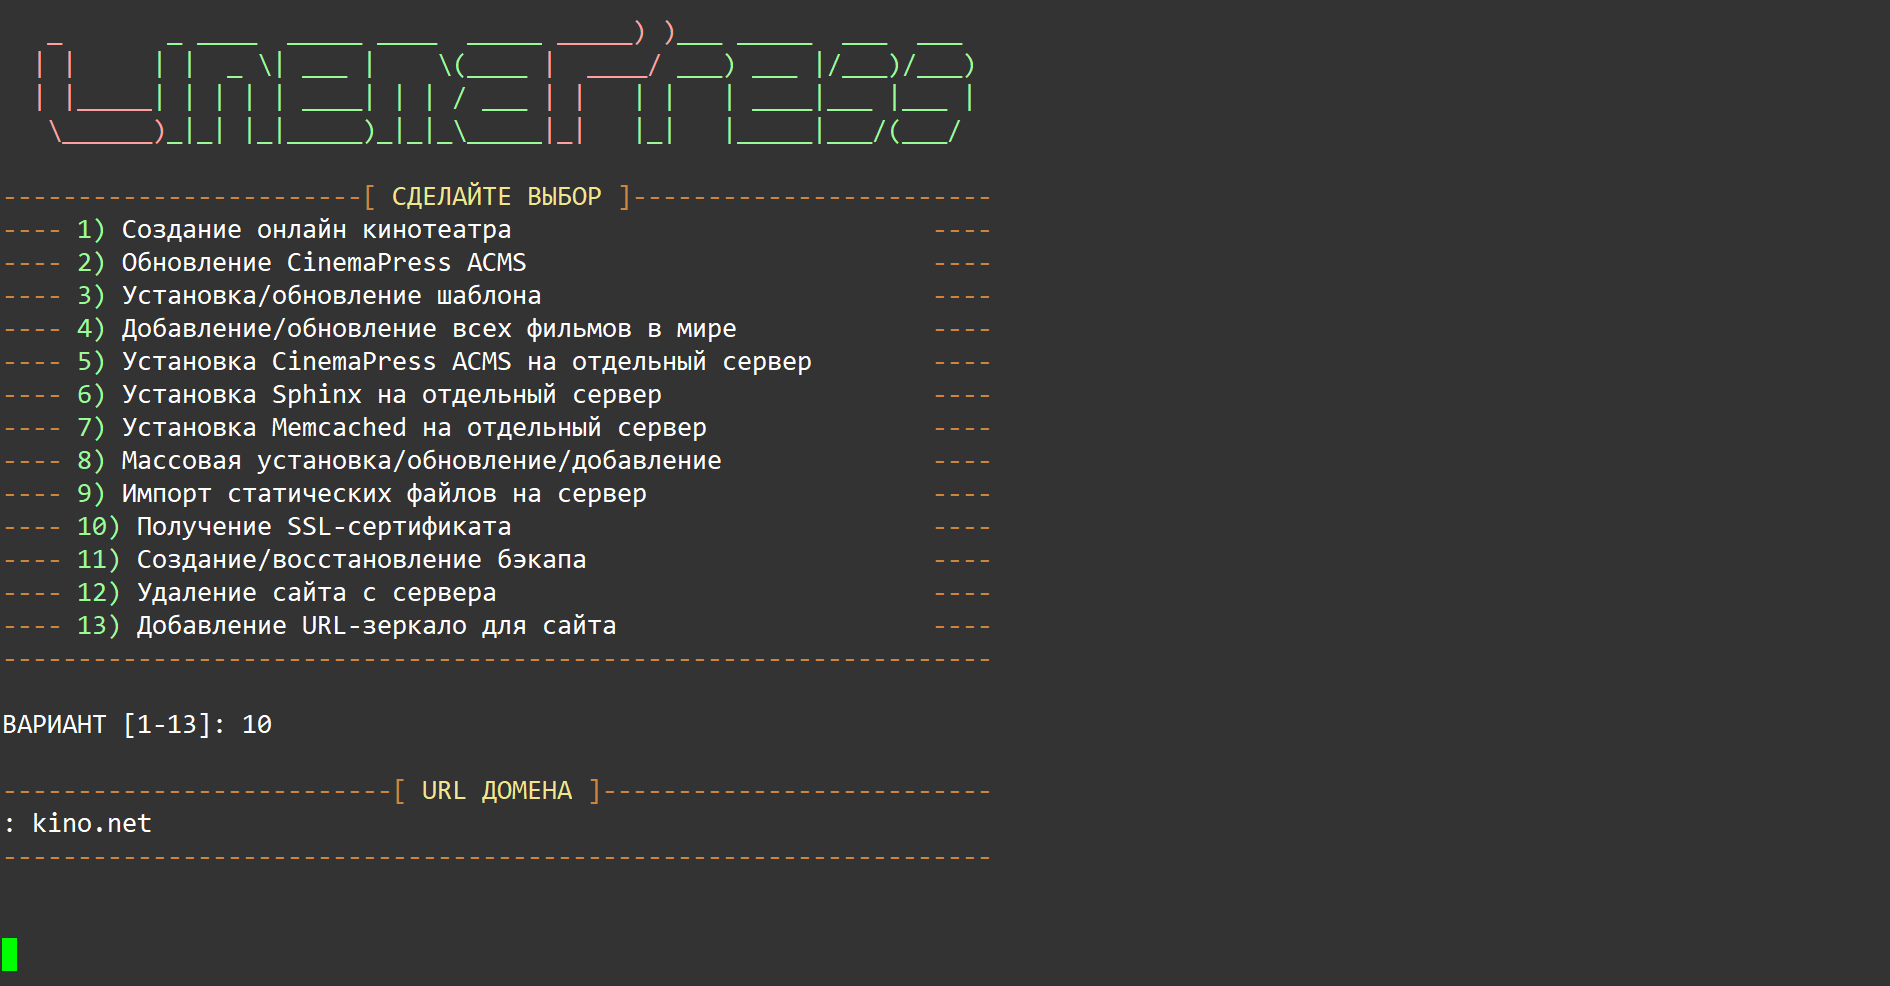 CinemaPress
------------------------[ СДЕЛАЙТЕ ВЫБОР ]------------------------
---- 1) Создание онлайн кинотеатра ----
---- 2) Обновление CinemaPress ACMS ----
---- 3) Установка/обновление шаблона ----
---- 4) Добавление/обновление всех фильмов в мире ----
---- 5) Установка CinemaPress ACMS на отдельный сервер ----
---- 6) Установка Sphinx на отдельный сервер ----
---- 7) Установка Memcached на отдельный сервер ----
---- 8) Массовая установка/обновление/добавление ----
---- 9) Импорт статических файлов на сервер ----
---- 10) Получение SSL-сертификата ----
---- 11) Создание/восстановление бэкапа ----
---- 12) Удаление сайта с сервера ----
---- 13) Добавление URL-зеркало для сайта ----
------------------------------------------------------------------
ВАРИАНТ [1-13]: 10
--------------------------[ URL ДОМЕНА ]--------------------------
: kino.net
------------------------------------------------------------------